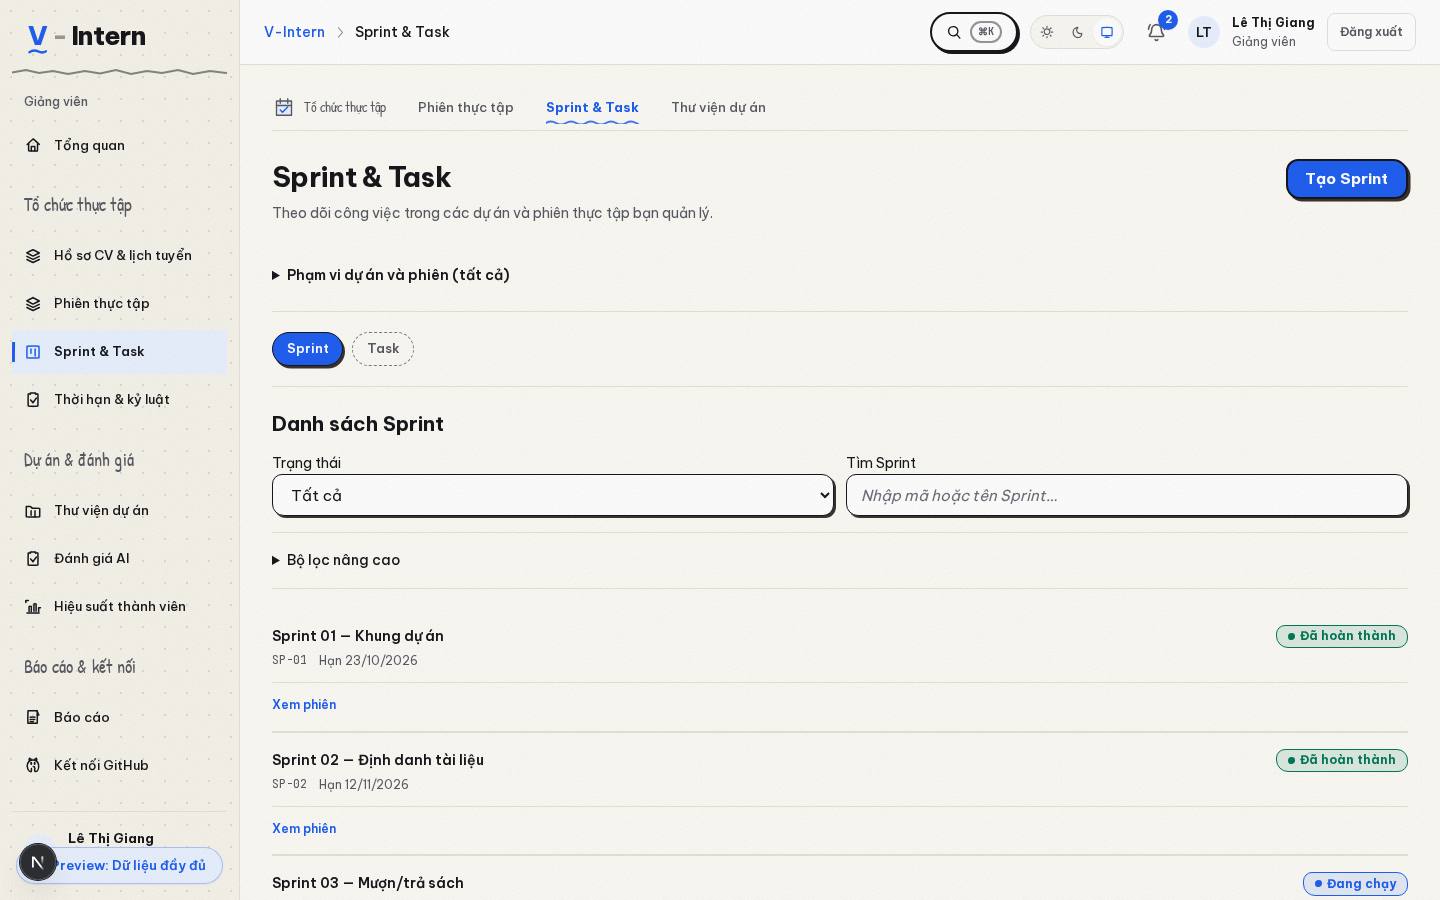 V - Intern
Giảng viên
Tổng quan
Tổ chức thực tập
Hồ sơ CV & lịch tuyển
Phiên thực tập
Sprint & Task
Thời hạn & kỷ luật
Dự án & đánh giá
Thư viện dự án
Đánh giá AI
Hiệu suất thành viên
Báo cáo & kết nối
Báo cáo
Kết nối GitHub
Lê Thị Giang
N
Preview: Dữ liệu đầy đủ
V-Intern > Sprint & Task
⌘K
2
LT
Lê Thị Giang
Giảng viên
Đăng xuất
Tổ chức thực tập
Phiên thực tập
Sprint & Task
Thư viện dự án
Sprint & Task
Tạo Sprint
Theo dõi công việc trong các dự án và phiên thực tập bạn quản lý.
Phạm vi dự án và phiên (tất cả)
Sprint
Task
Danh sách Sprint
Trạng thái
Tìm Sprint
Tất cả
Nhập mã hoặc tên Sprint...
Bộ lọc nâng cao
Sprint 01 — Khung dự án
Đã hoàn thành
SP-01 Hạn 23/10/2026
Xem phiên
Sprint 02 — Định danh tài liệu
Đã hoàn thành
SP-02 Hạn 12/11/2026
Xem phiên
Sprint 03 — Mượn/trả sách
Đang chạy